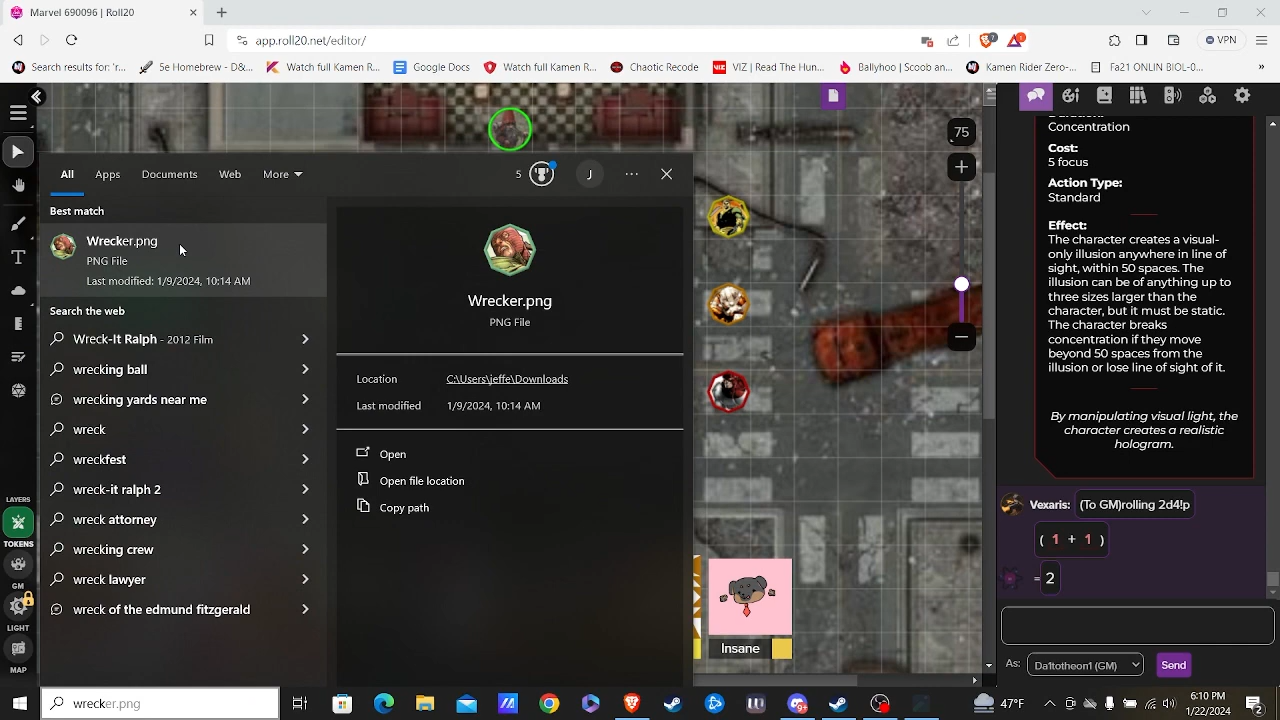 Marvel 690096 | Roll20
app.roll20.net/editor/
VPN
Search results for: 'r...
5e Homebrew - D&...
Watch full Kamen R...
Google Docs
Watch full Kamen R...
Chaotic Recode
VIZ | Read The Hun...
Ballyhoo | Scoob an...
Kamen Rider Zero-...
Fa21 ONLIN BIOL-0...
All
Apps
Documents
Web
More
5
J
Best match
Wrecker.png
PNG File
Last modified: 1/9/2024, 10:14 AM
Search the web
Wreck-It Ralph - 2012 Film
wrecking ball
wrecking yards near me
wreck
wreckfest
wreck-it ralph 2
wreck attorney
wrecking crew
wreck lawyer
wreck of the edmund fitzgerald
Wrecker.png
PNG File
Location
C:\Users\jeffe\Downloads
Last modified
1/9/2024, 10:14 AM
Open
Open file location
Copy path
75
Insane
LAYERS
TOKENS
GM
LIGHT
MAP
Concentration
Cost:
5 focus
Action Type:
Standard
Effect:
The character creates a visual-
only illusion anywhere in line of
sight, within 50 spaces. The
illusion can be of anything up to
three sizes larger than the
character, but it must be static.
The character breaks
concentration if they move
beyond 50 spaces from the
illusion or lose line of sight of it.
By manipulating visual light, the
character creates a realistic
hologram.
Vexaris: (To GM)rolling 2d4!p
( 1 + 1 )
= 2
As: Da1totheon1 (GM)
Send
wrecker.png
47°F
6:10 PM
1/22/2024
2